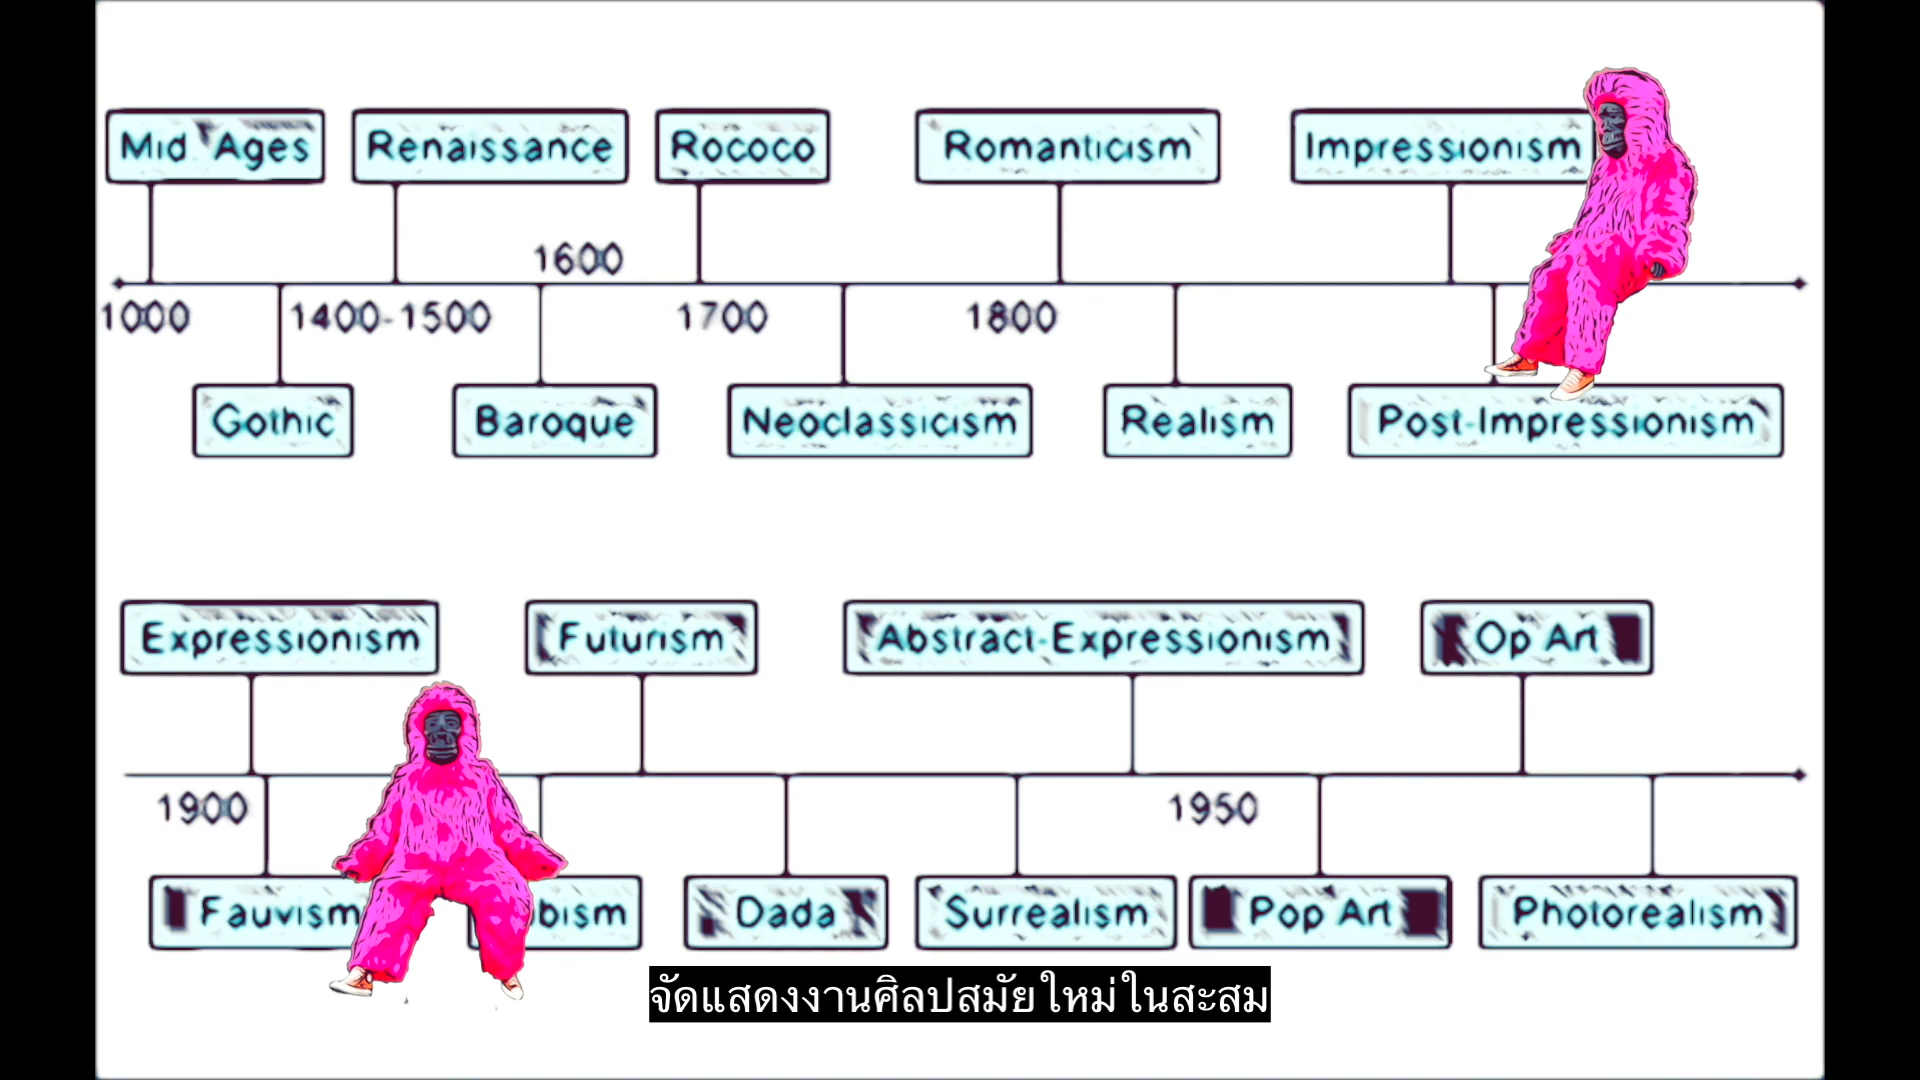 Mid. Ages
Renaissance
Rococo
Romanticism
Impressionism
1600
1000
1400-1500
1700
1800
Gothic
Baroque
Neoclassicism
Realism
Post-Impressionism
Expressionism
Futurism
Abstract-Expressionism
Op Art
1900
1950
Fauvism
bism
Dada
Surrealism
Pop Art
Photorealism
จัดแสดงงานศิลปสมัยใหม่ในสะสม